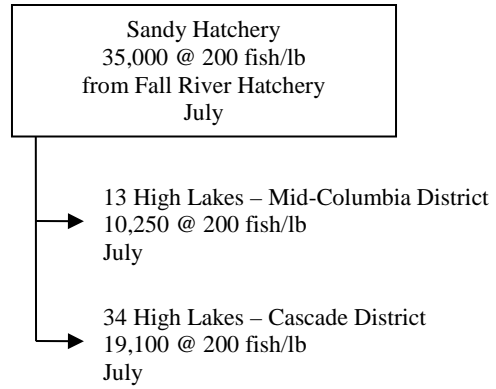 Sandy Hatchery
35,000 @ 200 fish/lb
from Fall River Hatchery
July
13 High Lakes – Mid-Columbia District
10,250 @ 200 fish/lb
July
34 High Lakes – Cascade District
19,100 @ 200 fish/lb
July